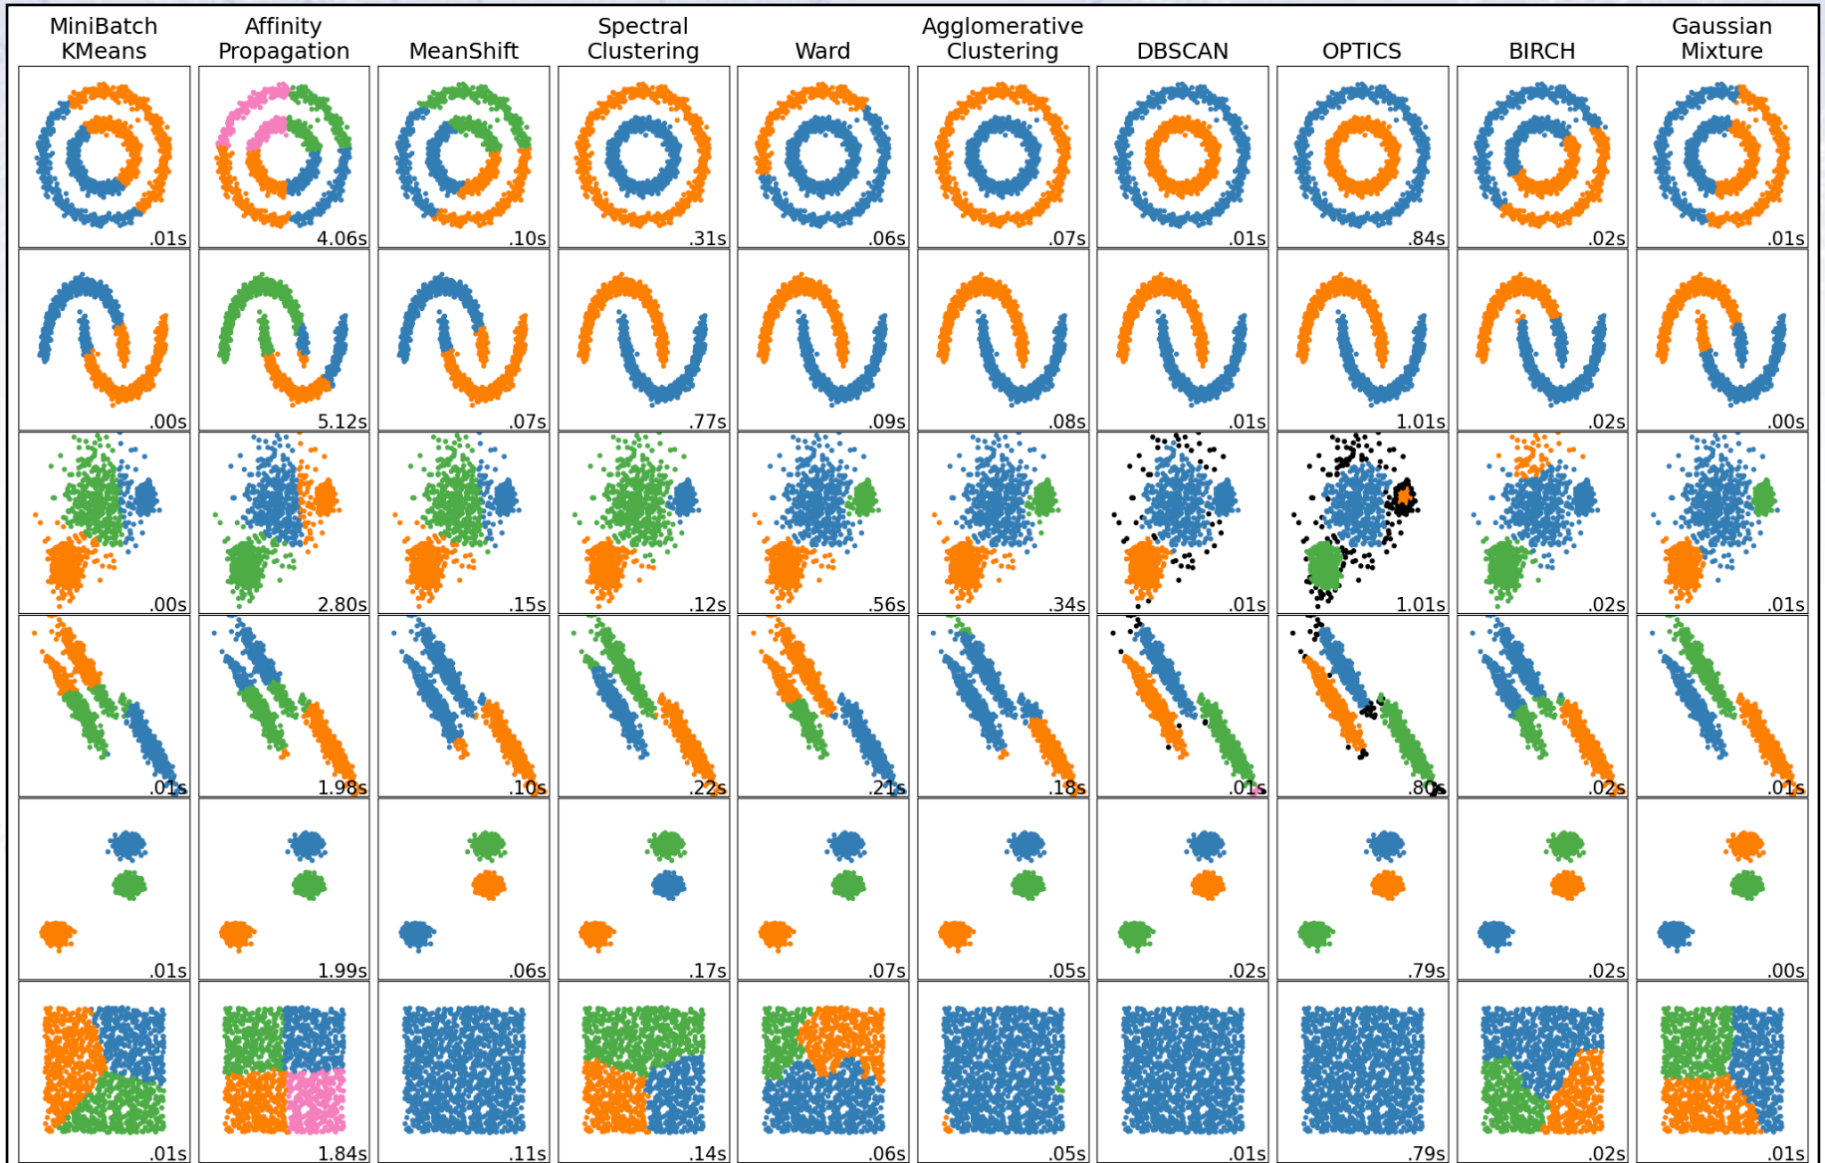 MiniBatch
KMeans
Affinity
Propagation
MeanShift
Spectral
Clustering
Ward
Agglomerative
Clustering
DBSCAN
OPTICS
BIRCH
Gaussian
Mixture
.01s
4.06s
.10s
.31s
.06s
.07s
.01s
.84s
.02s
.01s
.00s
5.12s
.07s
.77s
.09s
.08s
.01s
1.01s
.02s
.00s
.00s
2.80s
.15s
.12s
.56s
.34s
.01s
1.01s
.02s
.01s
.01s
1.98s
.10s
.22s
.21s
.18s
.01s
.80s
.02s
.01s
.01s
1.99s
.06s
.17s
.07s
.05s
.02s
.79s
.02s
.00s
.01s
1.84s
.11s
.14s
.06s
.05s
.01s
.79s
.02s
.01s